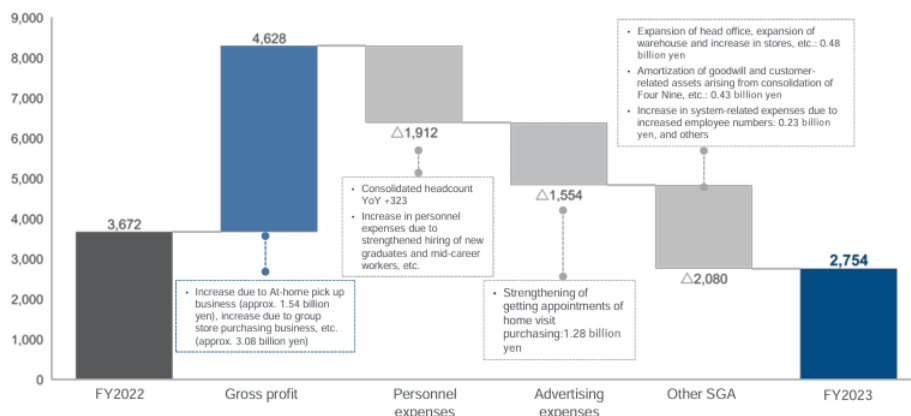 9,000
8,000
7,000
6,000
5,000
4,000
3,000
2,000
1,000
0
3,672
4,628
△1,912
△1,554
△2,080
2,754
• Increase due to At-home pick up
business (approx. 1.54 billion
yen), increase due to group
store purchasing business, etc.
(approx. 3.08 billion yen)
• Consolidated headcount
YoY +323
• Increase in personnel
expenses due to
strengthened hiring of new
graduates and mid-career
workers, etc.
• Strengthening of
getting appointments of
home visit
purchasing:1.28 billion
yen
• Expansion of head office, expansion of
warehouse and increase in stores, etc.: 0.48
billion yen
• Amortization of goodwill and customer-
related assets arising from consolidation of
Four Nine, etc.: 0.43 billion yen
• Increase in system-related expenses due to
increased employee numbers: 0.23 billion
yen, and others
FY2022
Gross profit
Personnel
expenses
Advertising
expenses
Other SGA
FY2023